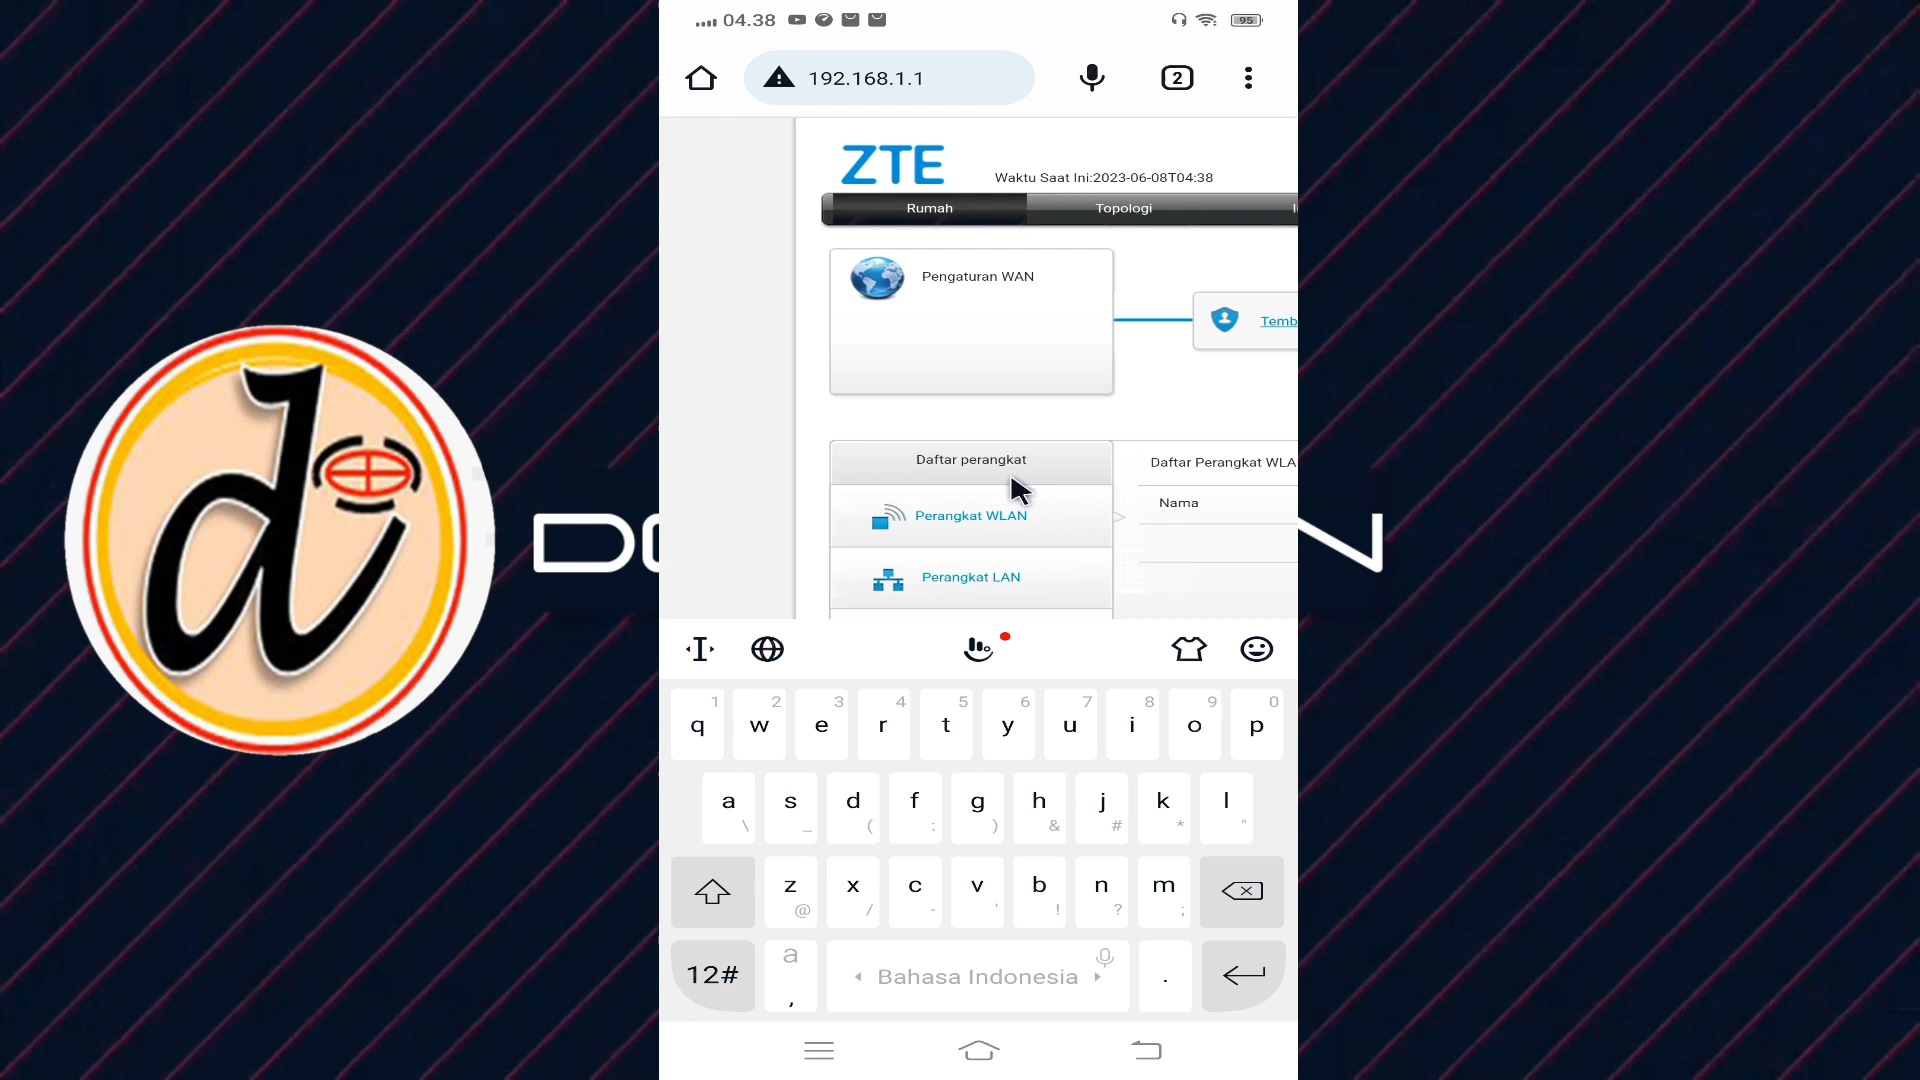 04.38
95
192.168.1.1
2
ZTE
Waktu Saat Ini:2023-06-08T04:38
Rumah
Topologi
Pengaturan WAN
Temb
Daftar perangkat
Daftar Perangkat WLA
Nama
Perangkat WLAN
Perangkat LAN
d
D
N
1 2 3 4 5 6 7 8 9 0
q w e r t y u i o p
a s d f g h j k l
\ _ ( : ) & # * "
z x c v b n m
@ / - ' ! ? ;
12# a , Bahasa Indonesia .